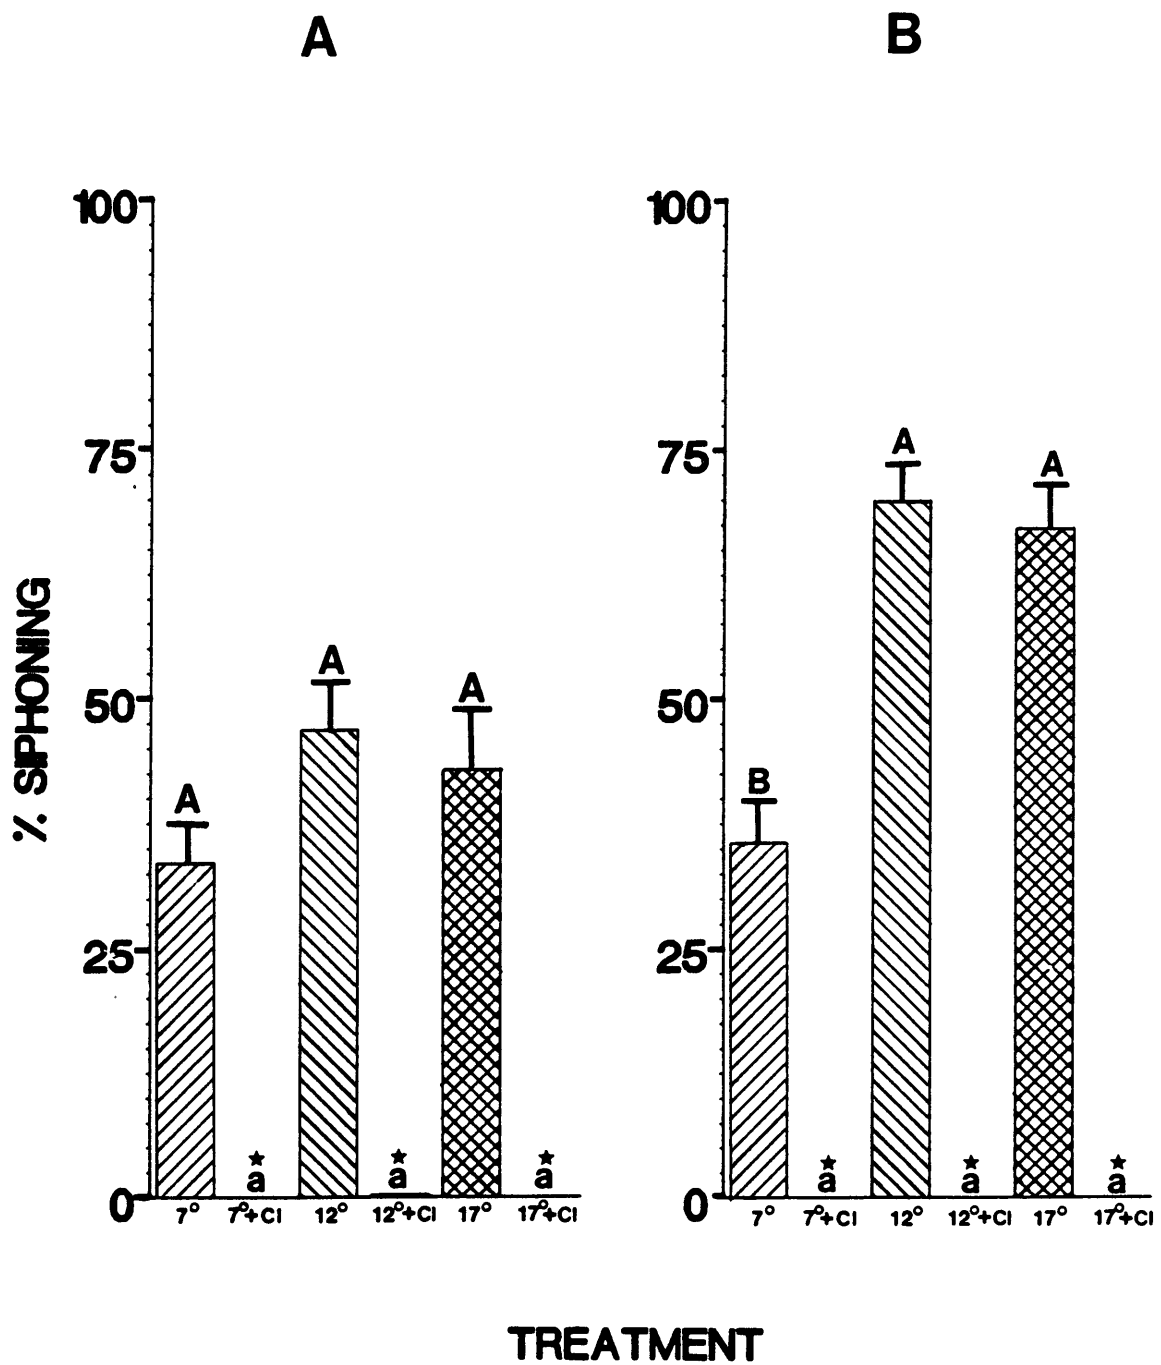 A B
100 100
75 75
50 50
25 25
0 0
% SIPHONING
A A A
B A A
★ ★ ★
a a a
★ ★ ★
a a a
7° 7°+Cl 12° 12°+Cl 17° 17°+Cl
7° 7°+Cl 12° 12°+Cl 17° 17°+Cl
TREATMENT